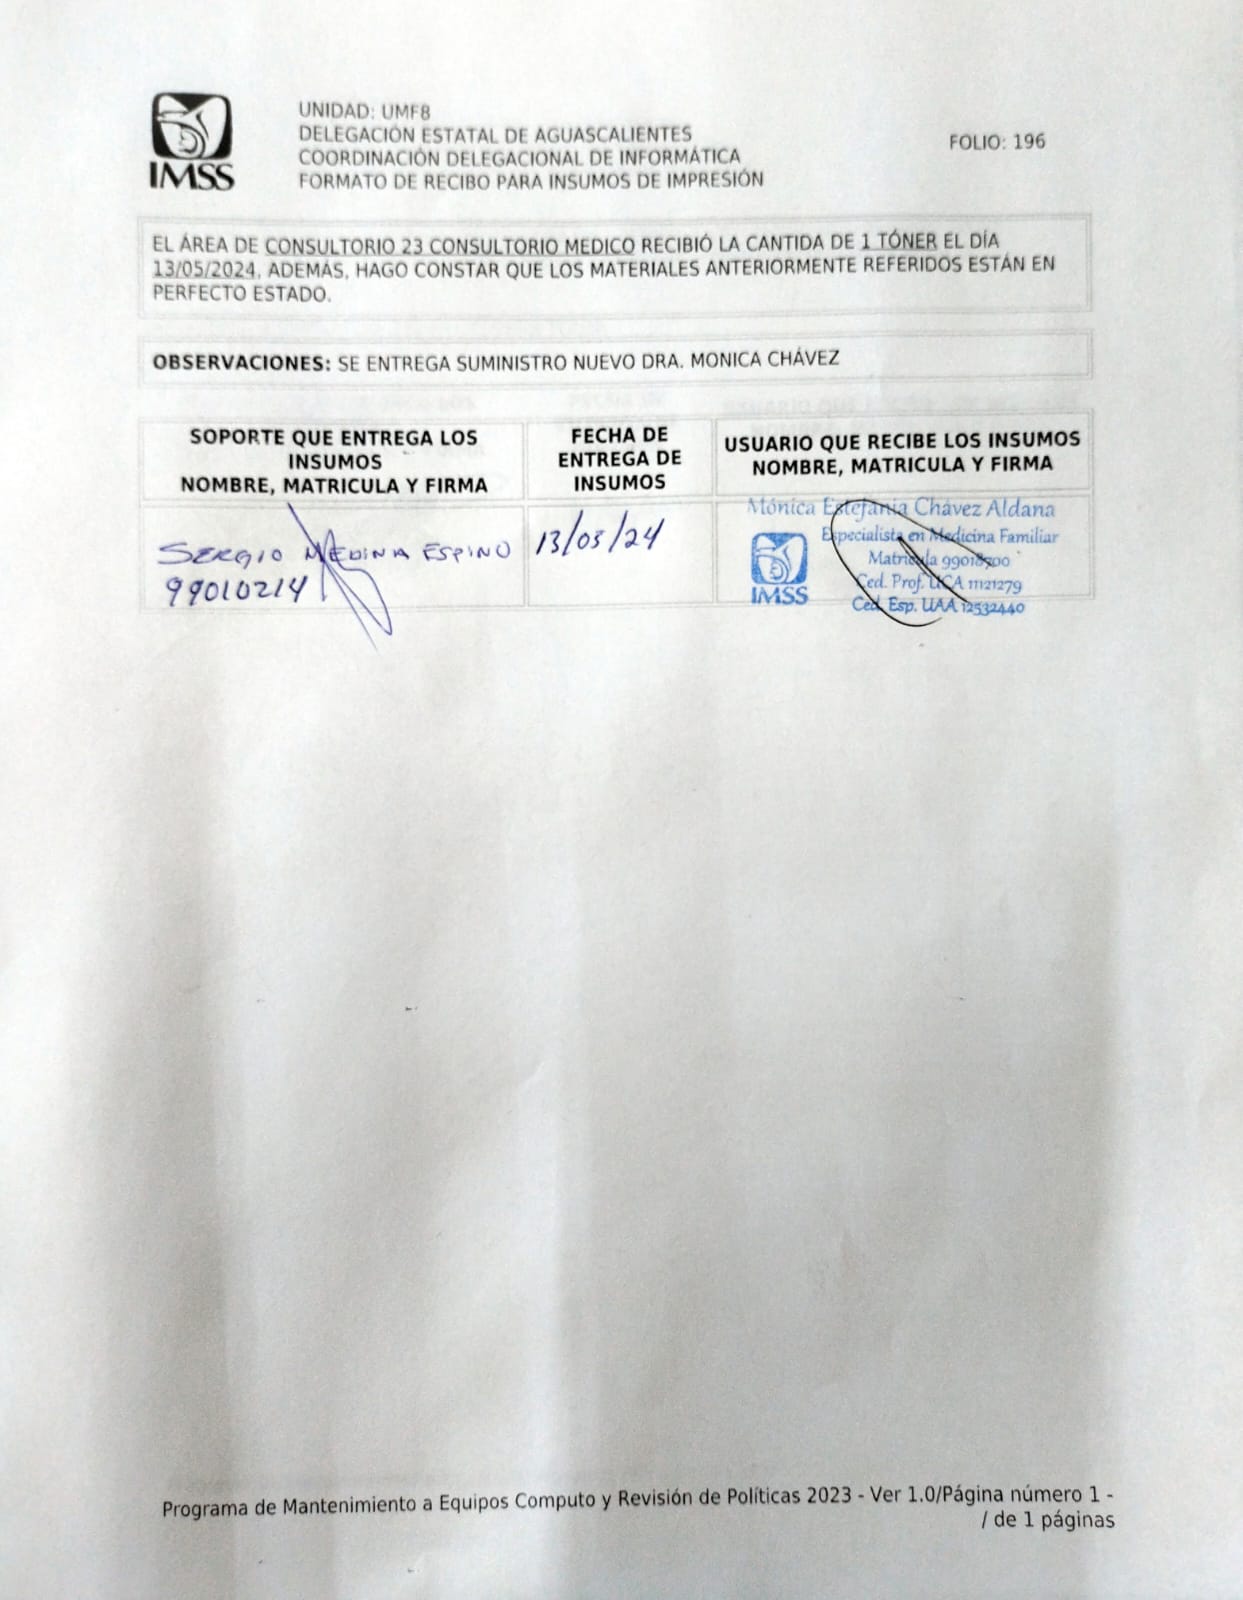 IMSS
UNIDAD: UMF8
DELEGACIÓN ESTATAL DE AGUASCALIENTES
COORDINACIÓN DELEGACIONAL DE INFORMÁTICA
FORMATO DE RECIBO PARA INSUMOS DE IMPRESIÓN
FOLIO: 196
EL ÁREA DE CONSULTORIO 23 CONSULTORIO MEDICO RECIBIÓ LA CANTIDA DE 1 TÓNER EL DÍA
13/05/2024, ADEMÁS, HAGO CONSTAR QUE LOS MATERIALES ANTERIORMENTE REFERIDOS ESTÁN EN
PERFECTO ESTADO.
OBSERVACIONES: SE ENTREGA SUMINISTRO NUEVO DRA. MONICA CHÁVEZ
SOPORTE QUE ENTREGA LOS
INSUMOS
NOMBRE, MATRICULA Y FIRMA
FECHA DE
ENTREGA DE
INSUMOS
USUARIO QUE RECIBE LOS INSUMOS
NOMBRE, MATRICULA Y FIRMA
SERGIO MEDINA ESPINO
99010214
13/05/24
Mónica Estefanía Chávez Aldana
Especialista en Medicina Familiar
Matrícula 99018700
Ced. Prof. UCA 11121279
Ced. Esp. UAA 12532440
IMSS
Programa de Mantenimiento a Equipos Computo y Revisión de Políticas 2023 - Ver 1.0/Página número 1 -
/ de 1 páginas